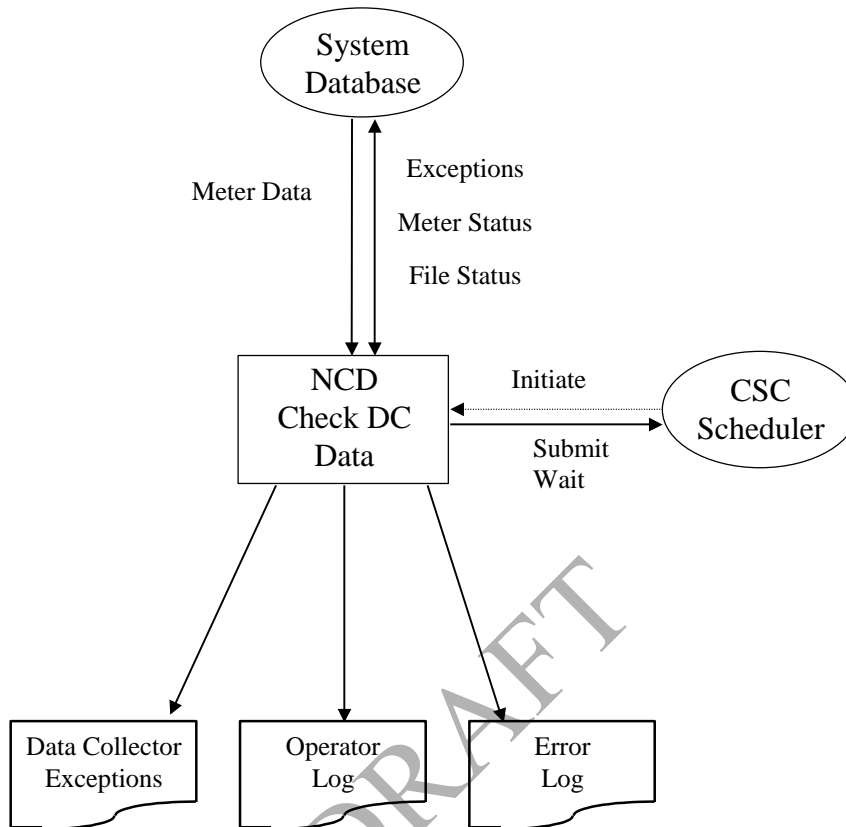 System
Database
Meter Data
Exceptions
Meter Status
File Status
NCD
Check DC
Data
Initiate
CSC
Scheduler
Submit
Wait
DRAFT
Data Collector
Exceptions
Operator
Log
Error
Log